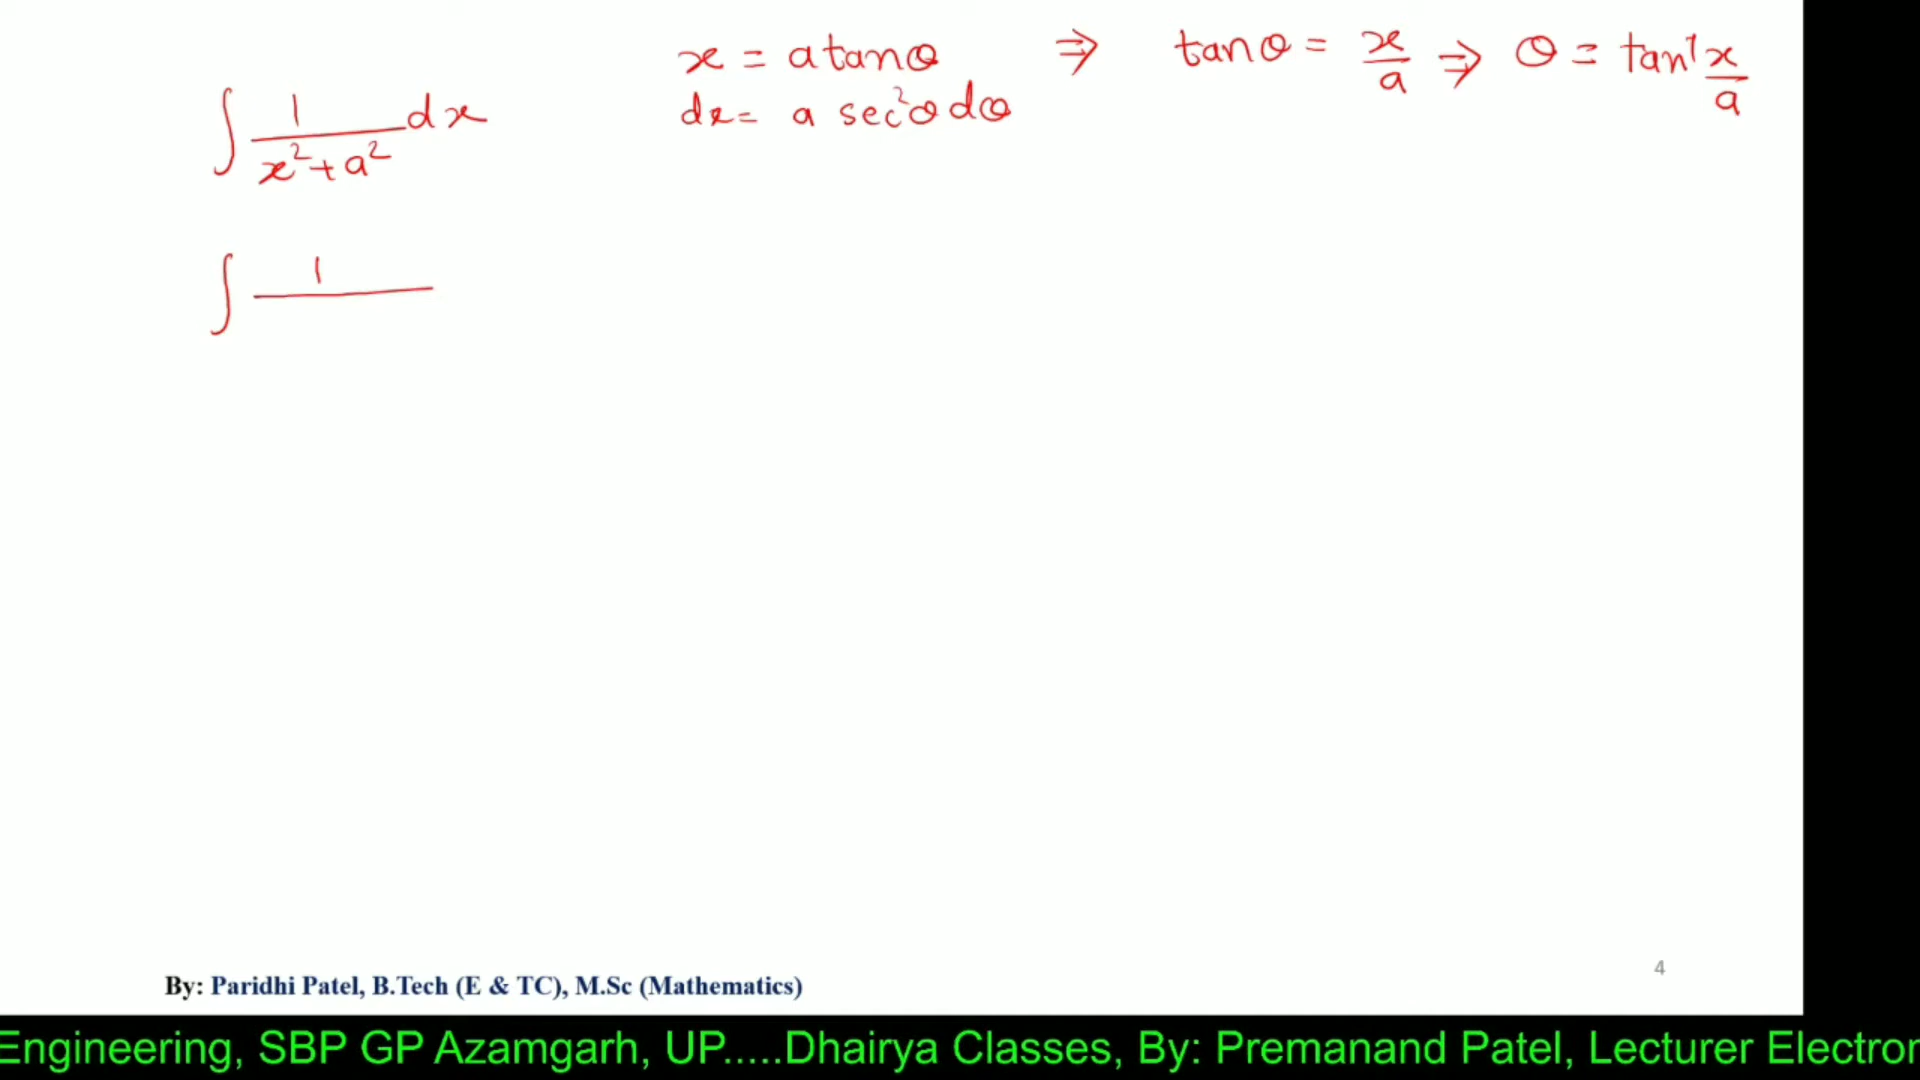 x = a tanθ ⇒ tanθ = x/a ⇒ θ = tan⁻¹ x/a
∫ 1/(x²+a²) dx
dx = a sec²θ dθ
∫ 1
4
By: Paridhi Patel, B.Tech (E & TC), M.Sc (Mathematics)
Engineering, SBP GP Azamgarh, UP.....Dhairya Classes, By: Premanand Patel, Lecturer Electron